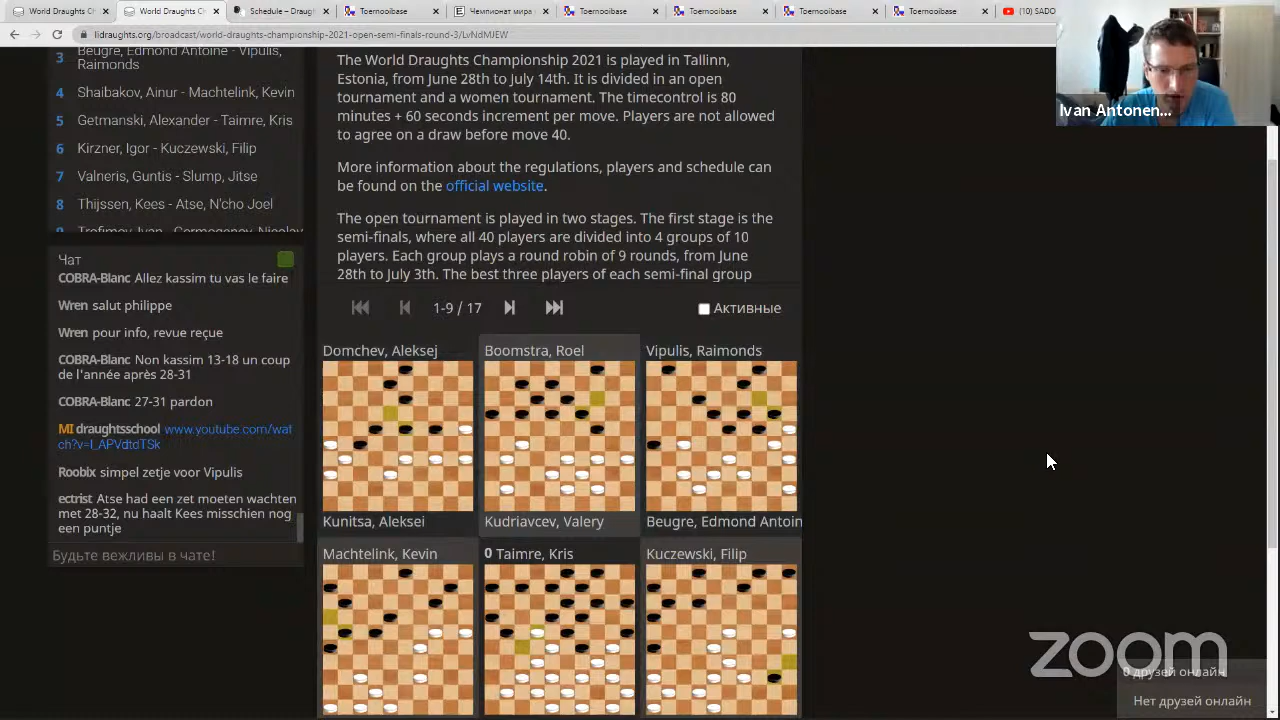 World Draughts Ch
World Draughts Ch
Schedule – Draug
Toernooibase
Чемпионат мира
Toernooibase
Toernooibase
Toernooibase
Toernooibase
(10) SADO
lidraughts.org/broadcast/world-draughts-championship-2021-open-semi-finals-round-3/LvNdMJEW
3 Beugre, Edmond Antoine - Vipulis,
Raimonds
4 Shaibakov, Ainur - Machtelink, Kevin
5 Getmanski, Alexander - Taimre, Kris
6 Kirzner, Igor - Kuczewski, Filip
7 Valneris, Guntis - Slump, Jitse
8 Thijssen, Kees - Atse, N'cho Joel
9 Trofimov, Ivan - Germogenov, Nicolay
Чат
COBRA-Blanc Allez kassim tu vas le faire
Wren salut philippe
Wren pour info, revue reçue
COBRA-Blanc Non kassim 13-18 un coup
de l'année après 28-31
COBRA-Blanc 27-31 pardon
MI draughtsschool www.youtube.com/wat
ch?v=I_APVdtdTSk
Roobix simpel zetje voor Vipulis
ectrist Atse had een zet moeten wachten
met 28-32, nu haalt Kees misschien nog
een puntje
Будьте вежливы в чате!
The World Draughts Championship 2021 is played in Tallinn,
Estonia, from June 28th to July 14th. It is divided in an open
tournament and a women tournament. The timecontrol is 80
minutes + 60 seconds increment per move. Players are not allowed
to agree on a draw before move 40.
More information about the regulations, players and schedule can
be found on the official website.
The open tournament is played in two stages. The first stage is the
semi-finals, where all 40 players are divided into 4 groups of 10
players. Each group plays a round robin of 9 rounds, from June
28th to July 3th. The best three players of each semi-final group
1-9 / 17
Активные
Domchev, Aleksej
Boomstra, Roel
Vipulis, Raimonds
Kunitsa, Aleksei
Kudriavcev, Valery
Beugre, Edmond Antoin
Machtelink, Kevin
0 Taimre, Kris
Kuczewski, Filip
Ivan Antonen...
zoom
0 друзей онлайн
Нет друзей онлайн